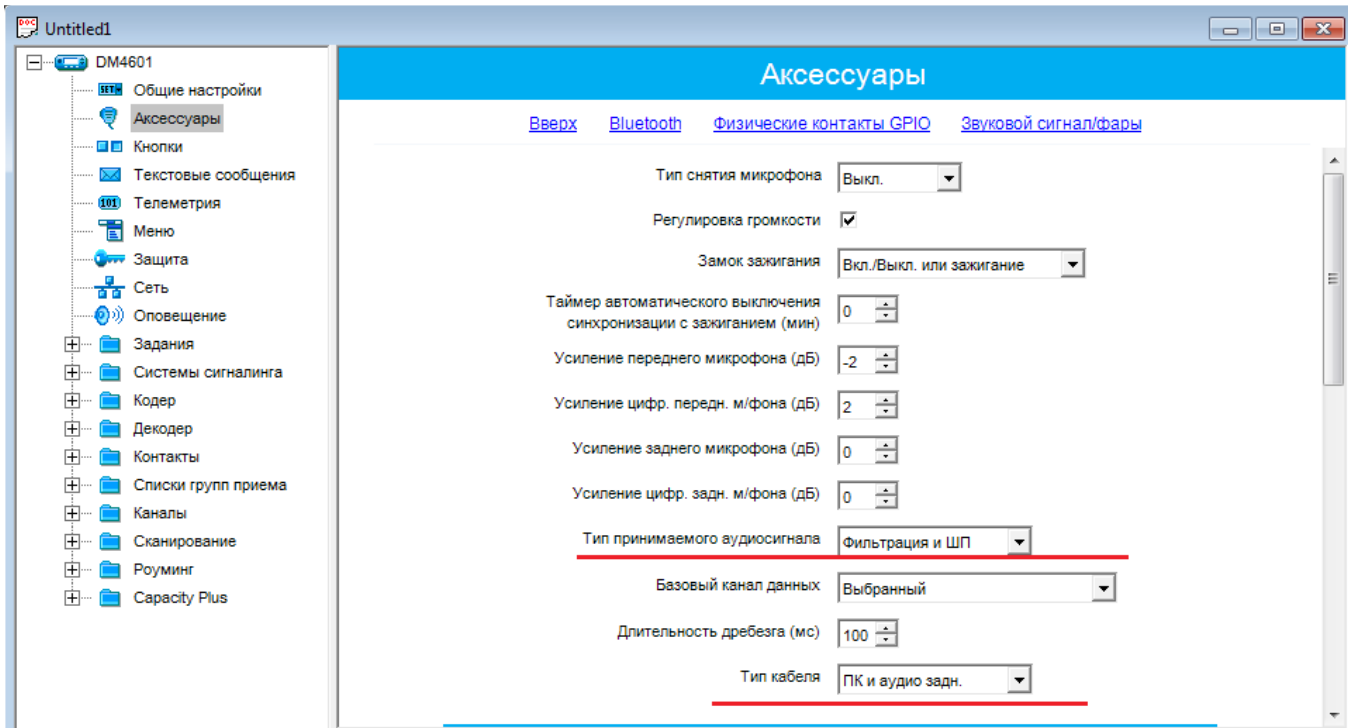 Untitled1
DM4601
Общие настройки
Аксессуары
Кнопки
Текстовые сообщения
Телеметрия
Меню
Защита
Сеть
Оповещение
Задания
Системы сигналинга
Кодер
Декодер
Контакты
Списки групп приема
Каналы
Сканирование
Роуминг
Capacity Plus
Аксессуары
Вверх Bluetooth Физические контакты GPIO Звуковой сигнал/фары
Тип снятия микрофона Выкл.
Регулировка громкости
Замок зажигания Вкл./Выкл. или зажигание
Таймер автоматического выключения
синхронизации с зажиганием (мин) 0
Усиление переднего микрофона (дБ) -2
Усиление цифр. передн. м/фона (дБ) 2
Усиление заднего микрофона (дБ) 0
Усиление цифр. задн. м/фона (дБ) 0
Тип принимаемого аудиосигнала Фильтрация и ШП
Базовый канал данных Выбранный
Длительность дребезга (мс) 100
Тип кабеля ПК и аудио задн.